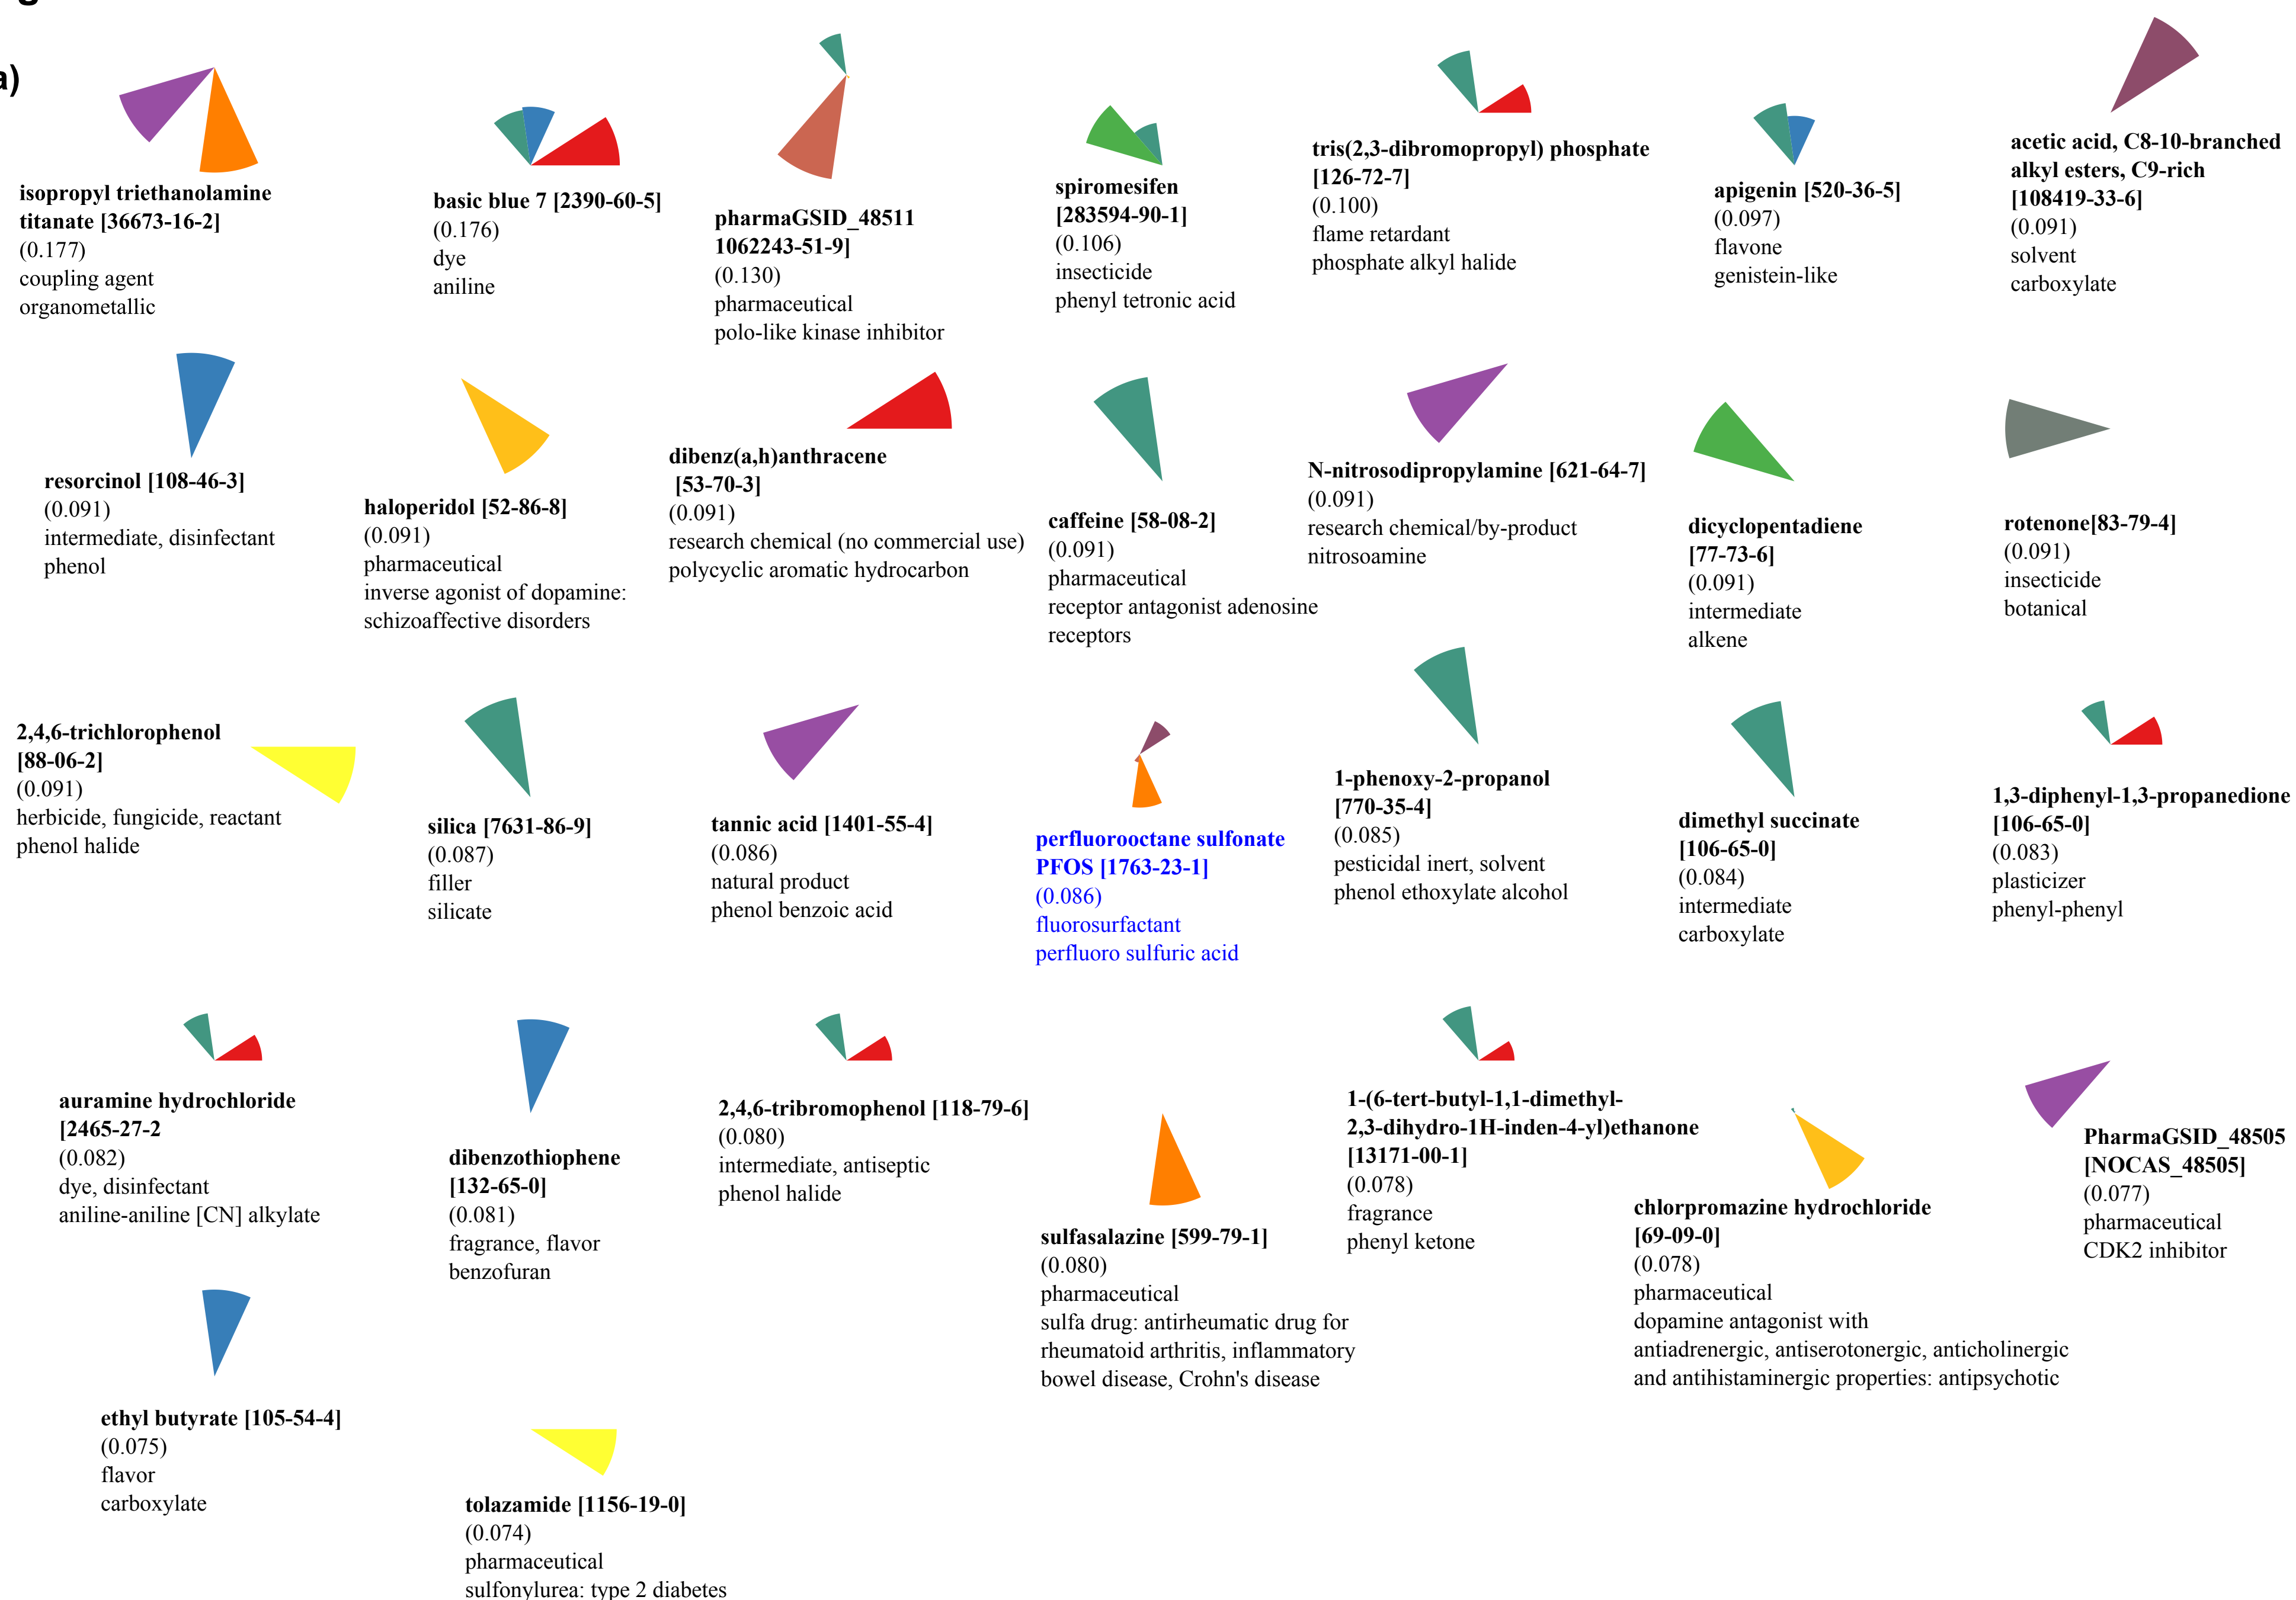 a)
isopropyl triethanolamine
titanate [36673-16-2]
(0.177)
coupling agent
organometallic
basic blue 7 [2390-60-5]
(0.176)
dye
aniline
pharmaGSID_48511
1062243-51-9]
(0.130)
pharmaceutical
polo-like kinase inhibitor
spiromesifen
[283594-90-1]
(0.106)
insecticide
phenyl tetronic acid
tris(2,3-dibromopropyl) phosphate
[126-72-7]
(0.100)
flame retardant
phosphate alkyl halide
apigenin [520-36-5]
(0.097)
flavone
genistein-like
acetic acid, C8-10-branched
alkyl esters, C9-rich
[108419-33-6]
(0.091)
solvent
carboxylate
resorcinol [108-46-3]
(0.091)
intermediate, disinfectant
phenol
haloperidol [52-86-8]
(0.091)
pharmaceutical
inverse agonist of dopamine:
schizoaffective disorders
dibenz(a,h)anthracene
[53-70-3]
(0.091)
research chemical (no commercial use)
polycyclic aromatic hydrocarbon
caffeine [58-08-2]
(0.091)
pharmaceutical
receptor antagonist adenosine
receptors
N-nitrosodipropylamine [621-64-7]
(0.091)
research chemical/by-product
nitrosoamine
dicyclopentadiene
[77-73-6]
(0.091)
intermediate
alkene
rotenone[83-79-4]
(0.091)
insecticide
botanical
2,4,6-trichlorophenol
[88-06-2]
(0.091)
herbicide, fungicide, reactant
phenol halide
silica [7631-86-9]
(0.087)
filler
silicate
tannic acid [1401-55-4]
(0.086)
natural product
phenol benzoic acid
perfluorooctane sulfonate
PFOS [1763-23-1]
(0.086)
fluorosurfactant
perfluoro sulfuric acid
1-phenoxy-2-propanol
[770-35-4]
(0.085)
pesticidal inert, solvent
phenol ethoxylate alcohol
dimethyl succinate
[106-65-0]
(0.084)
intermediate
carboxylate
1,3-diphenyl-1,3-propanedione
[106-65-0]
(0.083)
plasticizer
phenyl-phenyl
auramine hydrochloride
[2465-27-2
(0.082)
dye, disinfectant
aniline-aniline [CN] alkylate
dibenzothiophene
[132-65-0]
(0.081)
fragrance, flavor
benzofuran
2,4,6-tribromophenol [118-79-6]
(0.080)
intermediate, antiseptic
phenol halide
sulfasalazine [599-79-1]
(0.080)
pharmaceutical
sulfa drug: antirheumatic drug for
rheumatoid arthritis, inflammatory
bowel disease, Crohn's disease
1-(6-tert-butyl-1,1-dimethyl-
2,3-dihydro-1H-inden-4-yl)ethanone
[13171-00-1]
(0.078)
fragrance
phenyl ketone
chlorpromazine hydrochloride
[69-09-0]
(0.078)
pharmaceutical
dopamine antagonist with
antiadrenergic, antiserotonergic, anticholinergic
and antihistaminergic properties: antipsychotic
PharmaGSID_48505
[NOCAS_48505]
(0.077)
pharmaceutical
CDK2 inhibitor
ethyl butyrate [105-54-4]
(0.075)
flavor
carboxylate
tolazamide [1156-19-0]
(0.074)
pharmaceutical
sulfonylurea: type 2 diabetes